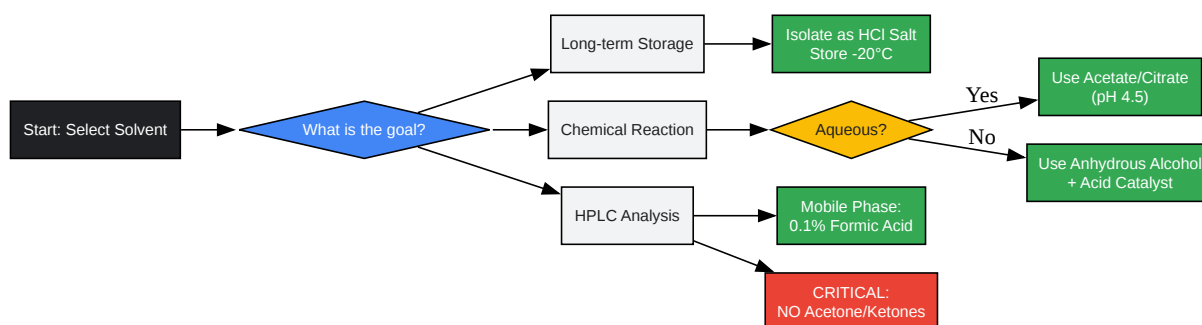 Start: Select Solvent
What is the goal?
Long-term Storage
Isolate as HCl Salt
Store -20°C
Chemical Reaction
Aqueous?
Yes
Use Acetate/Citrate
(pH 4.5)
No
Use Anhydrous Alcohol
+ Acid Catalyst
HPLC Analysis
Mobile Phase:
0.1% Formic Acid
CRITICAL:
NO Acetone/Ketones